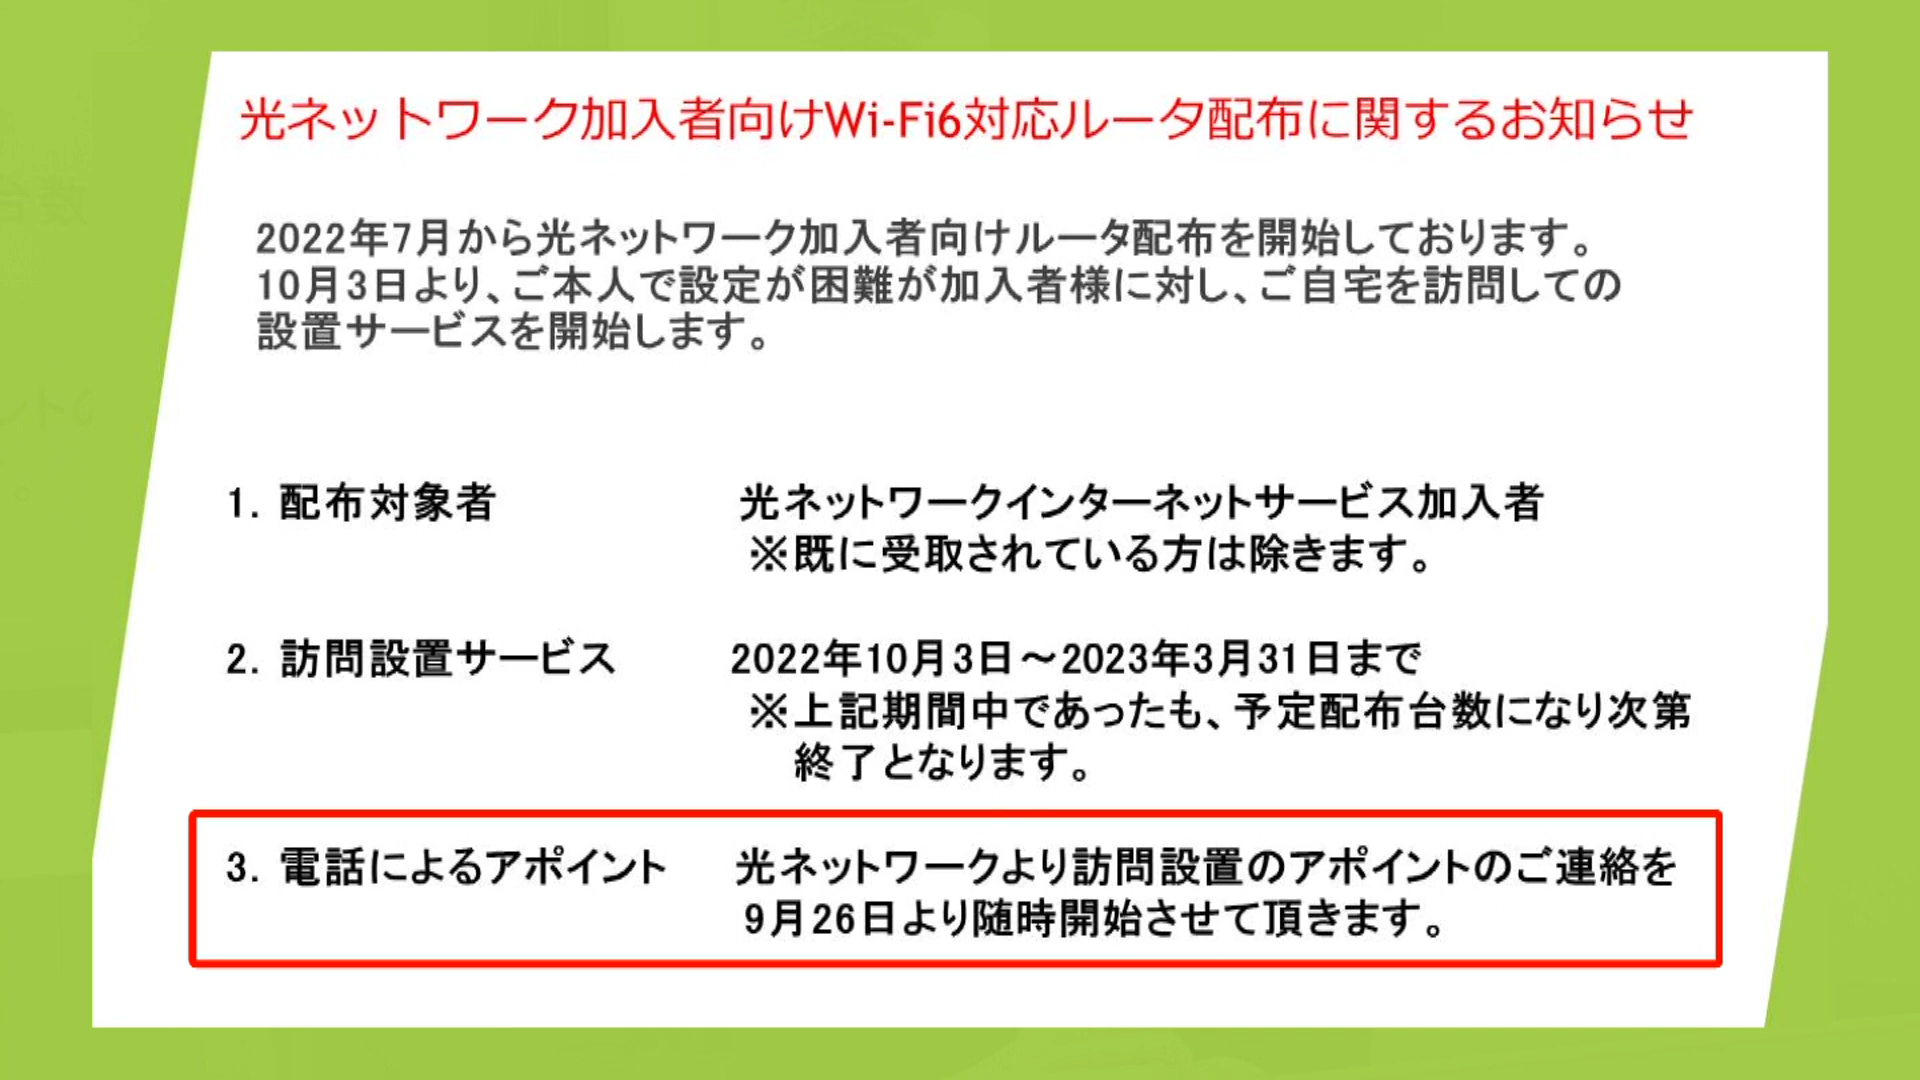 光ネットワーク加入者向けWi-Fi6対応ルータ配布に関するお知らせ
2022年7月から光ネットワーク加入者向けルータ配布を開始しております。
10月3日より、ご本人で設定が困難が加入者様に対し、ご自宅を訪問しての
設置サービスを開始します。
1. 配布対象者 光ネットワークインターネットサービス加入者
※既に受取されている方は除きます。
2. 訪問設置サービス 2022年10月3日～2023年3月31日まで
※上記期間中であったも、予定配布台数になり次第
終了となります。
3. 電話によるアポイント 光ネットワークより訪問設置のアポイントのご連絡を
9月26日より随時開始させて頂きます。